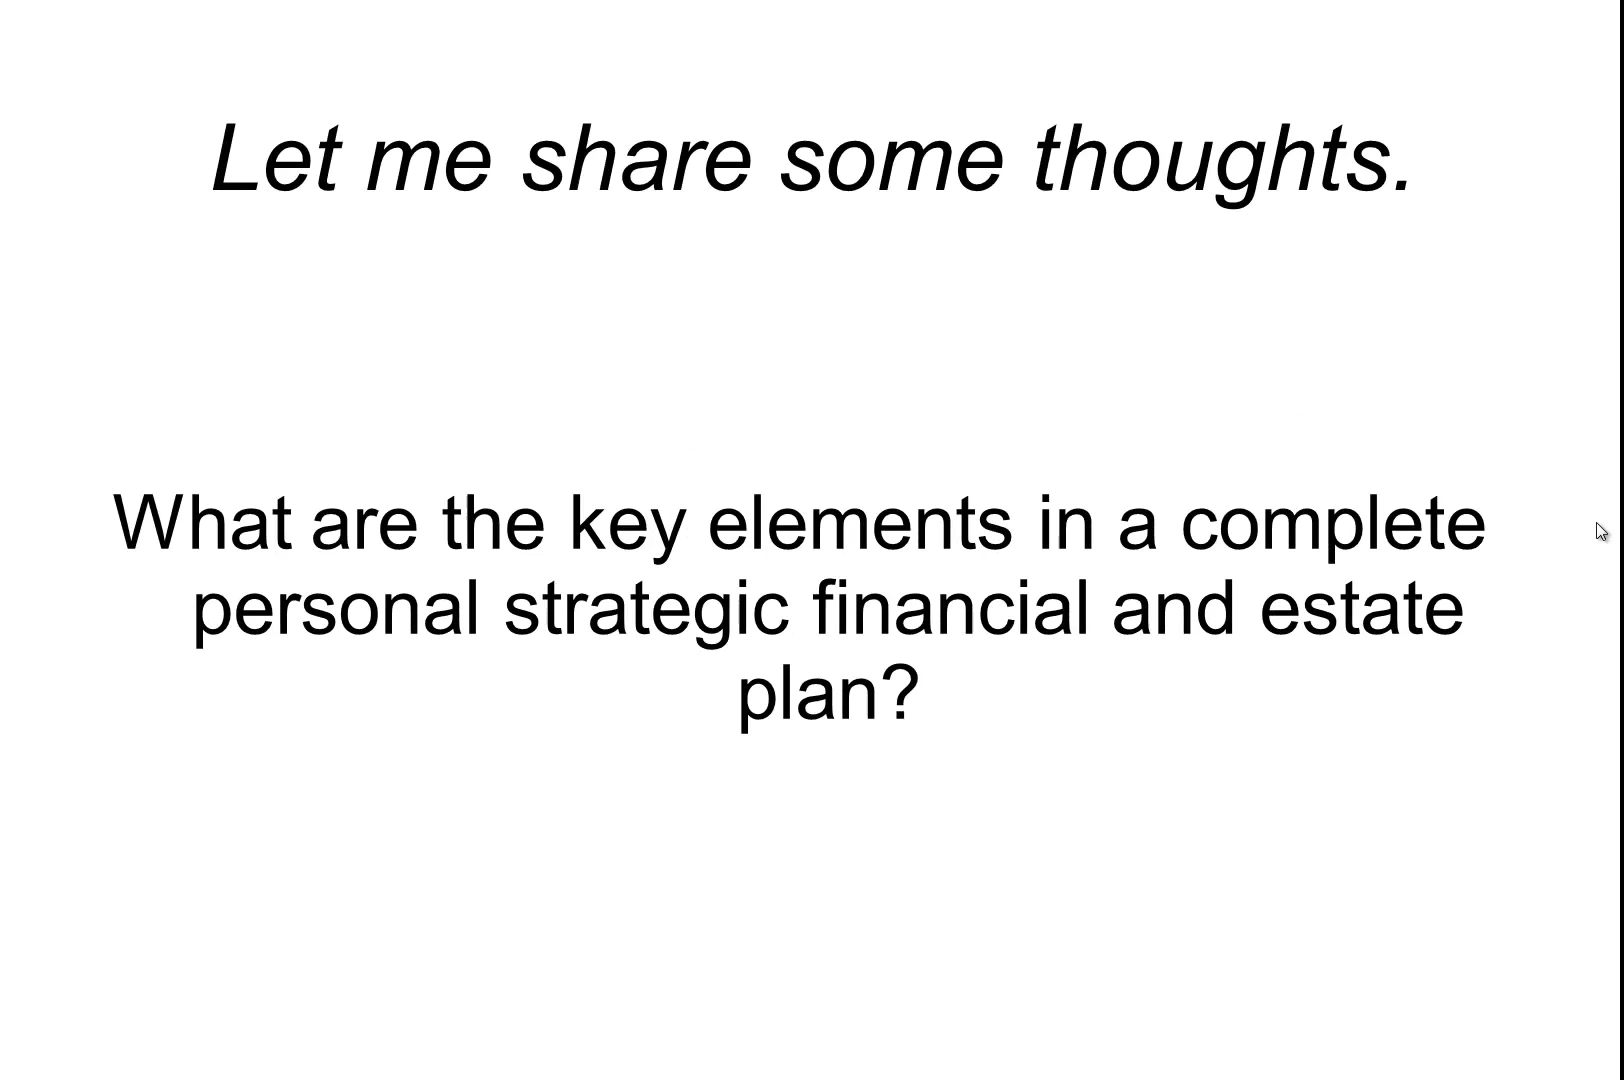 Let me share some thoughts.
What are the key elements in a complete
personal strategic financial and estate
plan?